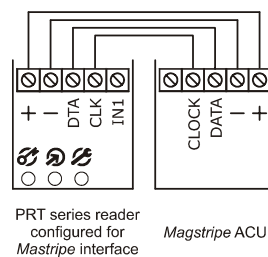 +
−
DTA
CLK
IN1
CLOCK
DATA
−
+
PRT series reader
configured for
Mastripe interface
Magstripe ACU